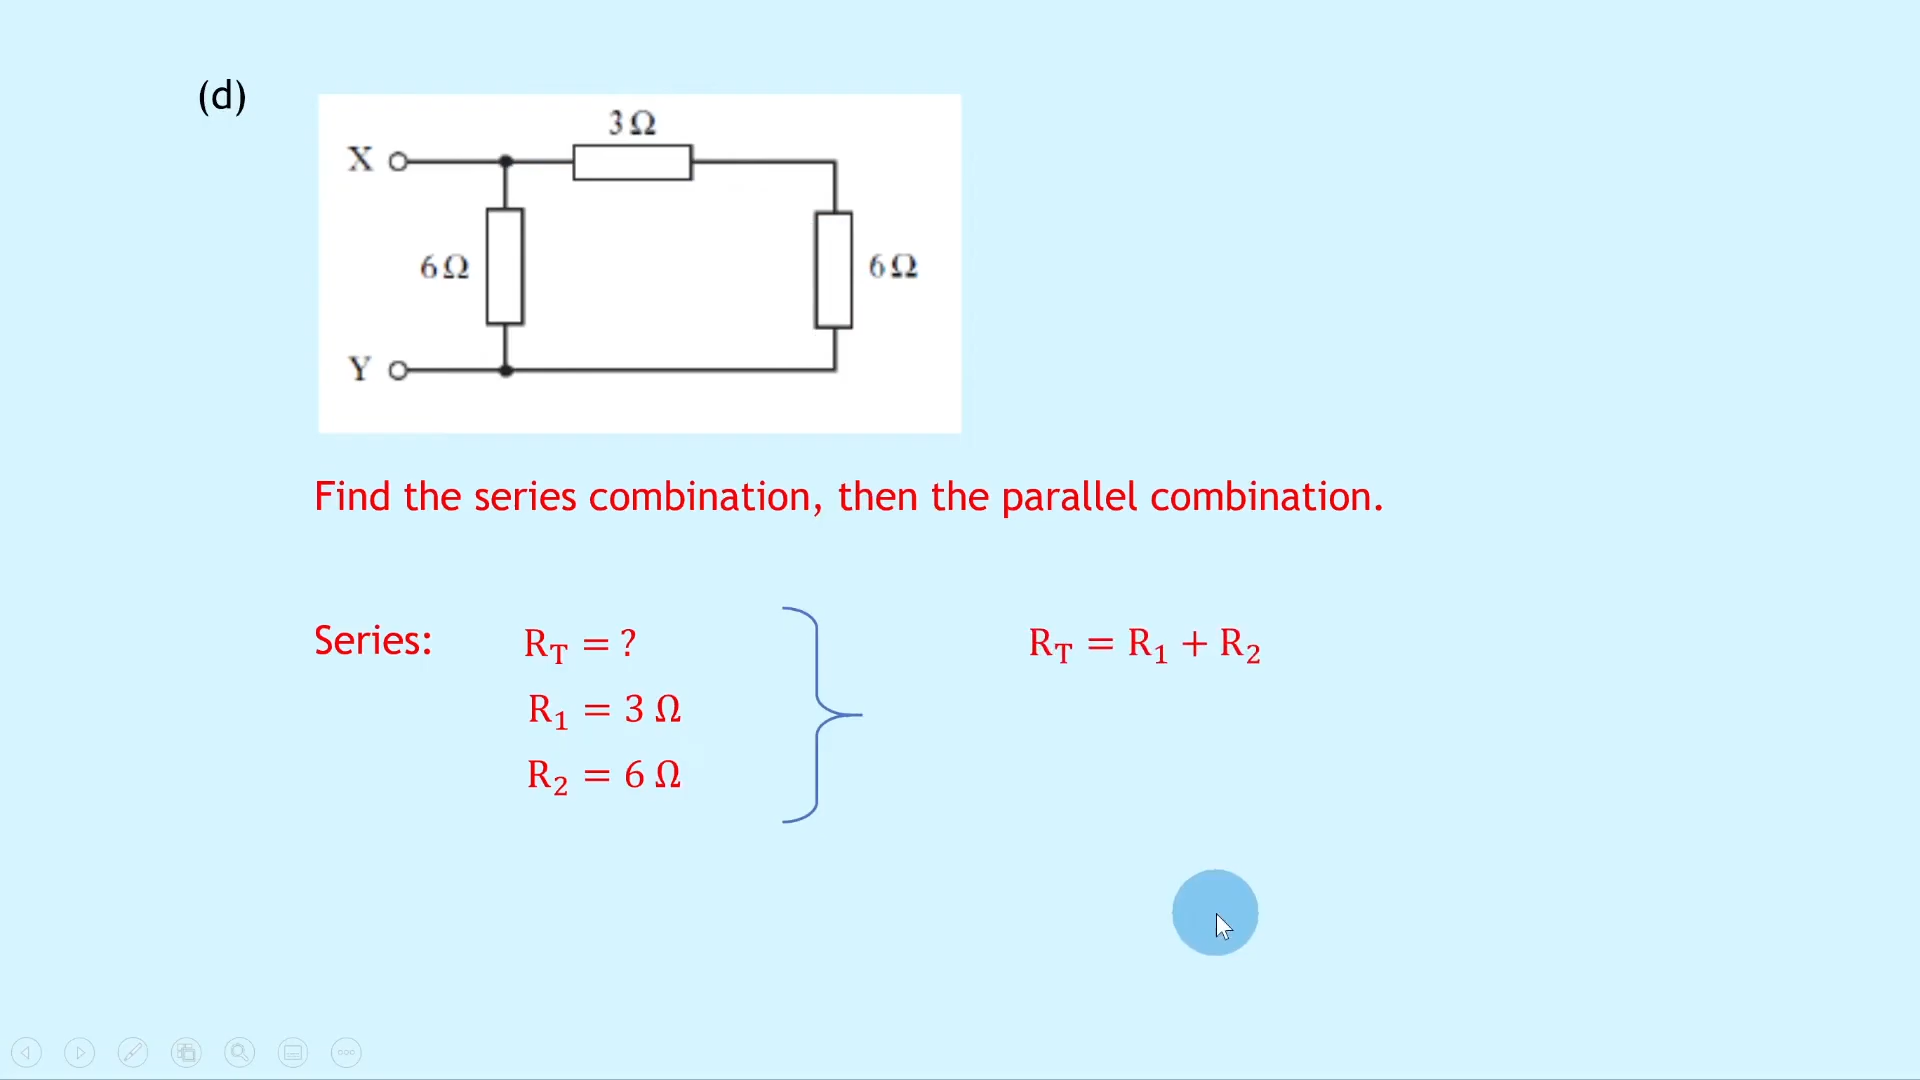 (d)
3 Ω
X
6 Ω
6 Ω
Y
Find the series combination, then the parallel combination.
Series: R_T = ? R_T = R_1 + R_2
R_1 = 3 Ω
R_2 = 6 Ω